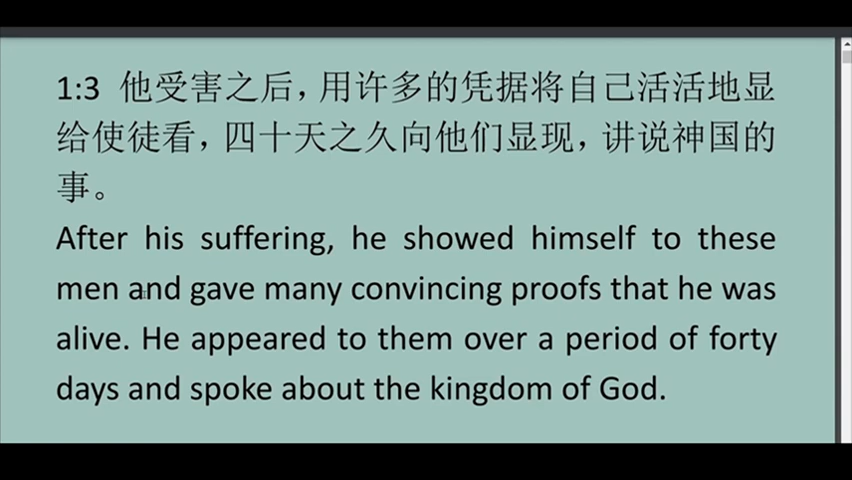 1:3 他受害之后，用许多的凭据将自己活活地显
给使徒看，四十天之久向他们显现，讲说神国的
事。
After his suffering, he showed himself to these
men and gave many convincing proofs that he was
alive. He appeared to them over a period of forty
days and spoke about the kingdom of God.